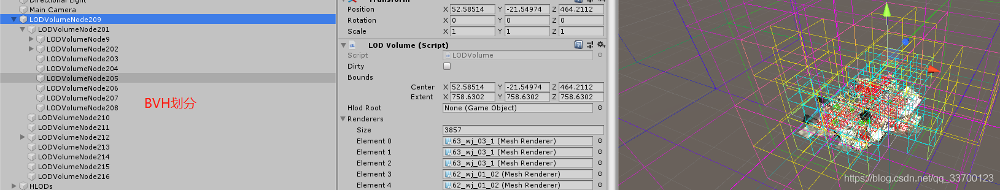 Directional Light
Main Camera
LODVolumeNode209
LODVolumeNode201
LODVolumeNode9
LODVolumeNode202
LODVolumeNode203
LODVolumeNode204
LODVolumeNode205
LODVolumeNode206
LODVolumeNode207
LODVolumeNode208
LODVolumeNode210
LODVolumeNode211
LODVolumeNode212
LODVolumeNode213
LODVolumeNode214
LODVolumeNode215
LODVolumeNode216
HLODs
BVH划分
Transform
Position X 52.58514 Y -21.54974 Z 464.2112
Rotation X 0 Y 0 Z 0
Scale X 1 Y 1 Z 1
LOD Volume (Script)
Script LODVolume
Dirty
Bounds
Center X 52.58514 Y -21.54974 Z 464.2112
Extent X 758.6302 Y 758.6302 Z 758.6302
Hlod Root None (Game Object)
Renderers
Size 3857
Element 0 63_wj_03_1 (Mesh Renderer)
Element 1 63_wj_03_1 (Mesh Renderer)
Element 2 63_wj_03_1 (Mesh Renderer)
Element 3 62_wj_01_02 (Mesh Renderer)
Element 4 62_wj_01_02 (Mesh Renderer)
https://blog.csdn.net/qq_33700123